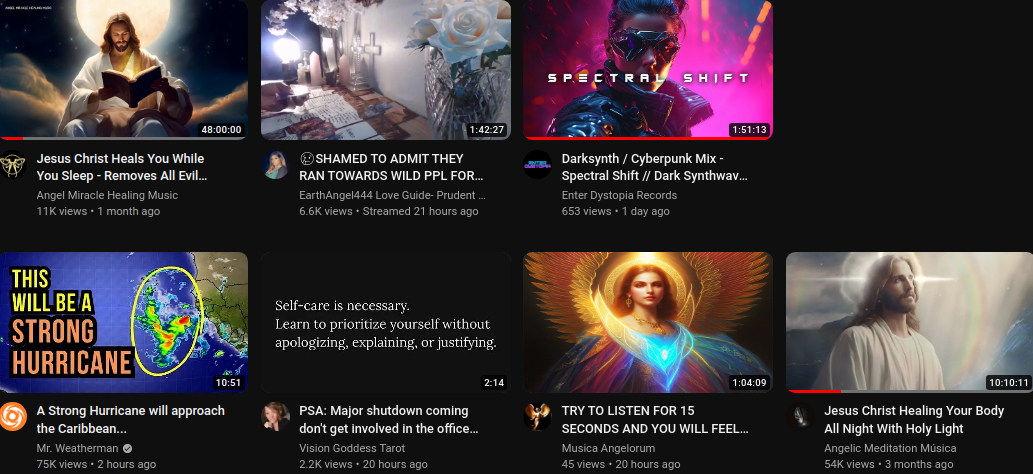 ANGEL MIRACLE HEALING MUSIC
48:00:00
1:42:27
SPECTRAL SHIFT
1:51:13
Jesus Christ Heals You While
You Sleep - Removes All Evil...
Angel Miracle Healing Music
11K views • 1 month ago
😢SHAMED TO ADMIT THEY
RAN TOWARDS WILD PPL FOR...
EarthAngel444 Love Guide- Prudent ...
6.6K views • Streamed 21 hours ago
ENTER
DYSTOPIA
Darksynth / Cyberpunk Mix -
Spectral Shift // Dark Synthwav...
Enter Dystopia Records
653 views • 1 day ago
THIS
WILL BE A
STRONG
HURRICANE
10:51
Self-care is necessary.
Learn to prioritize yourself without
apologizing, explaining, or justifying.
2:14
1:04:09
10:10:11
A Strong Hurricane will approach
the Caribbean...
Mr. Weatherman
75K views • 2 hours ago
PSA: Major shutdown coming
don't get involved in the office...
Vision Goddess Tarot
2.2K views • 20 hours ago
TRY TO LISTEN FOR 15
SECONDS AND YOU WILL FEEL...
Musica Angelorum
45 views • 20 hours ago
Jesus Christ Healing Your Body
All Night With Holy Light
Angelic Meditation Música
54K views • 3 months ago